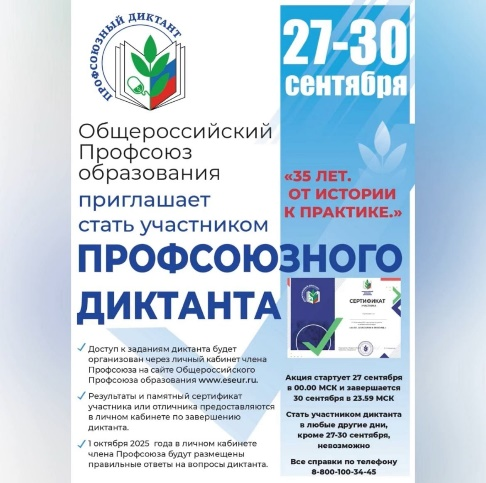 ПРОФСОЮЗНЫЙ ДИКТАНТ
27-30
сентября
Общероссийский
Профсоюз
образования
приглашает
стать участником
«35 ЛЕТ.
ОТ ИСТОРИИ
К ПРАКТИКЕ.»
ПРОФСОЮЗНОГО
ДИКТАНТА
СЕРТИФИКАТ
Доступ к заданиям диктанта будет
организован через личный кабинет члена
Профсоюза на сайте Общероссийского
Профсоюза образования www.eseur.ru.
Результаты и памятный сертификат
участника или отличника предоставляются
в личном кабинете по завершению
диктанта.
1 октября 2025 года в личном кабинете
члена Профсоюза будут размещены
правильные ответы на вопросы диктанта.
Акция стартует 27 сентября
в 00.00 МСК и завершается
30 сентября в 23.59 МСК
Стать участником диктанта
в любые другие дни,
кроме 27-30 сентября,
невозможно
Все справки по телефону
8-800-100-34-45